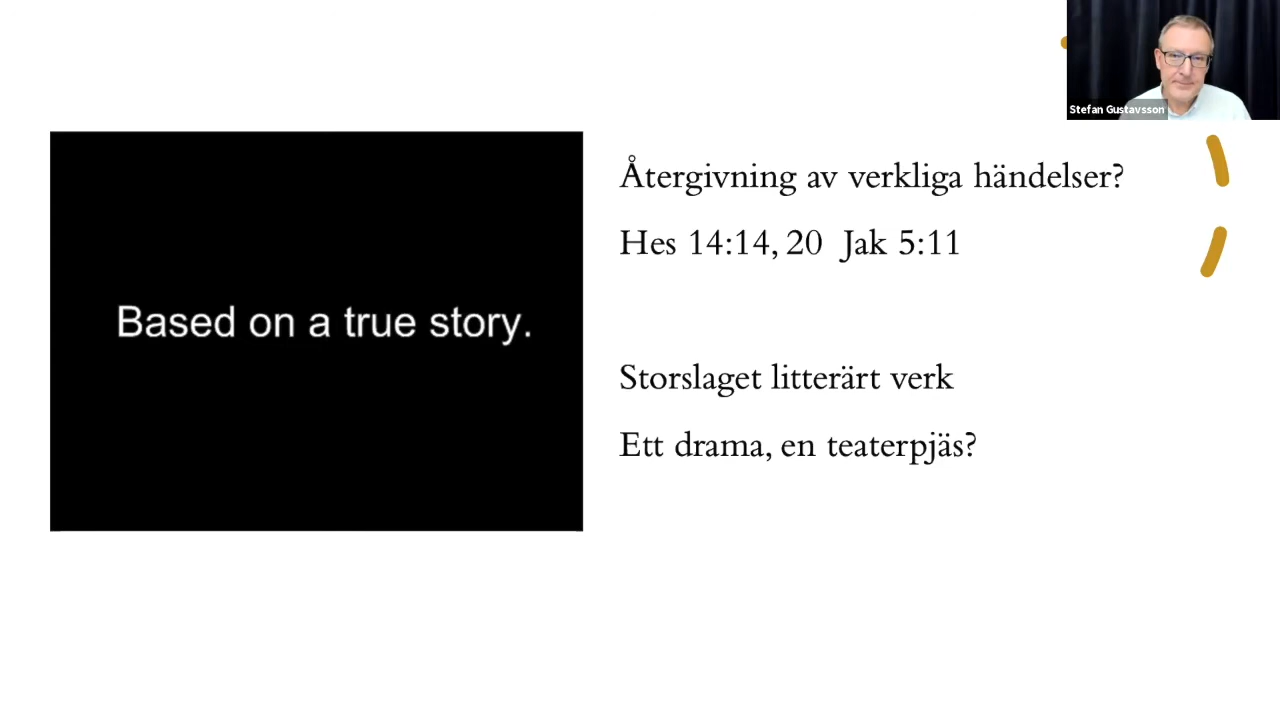 Stefan Gustavsson
Based on a true story.
Återgivning av verkliga händelser?
Hes 14:14, 20 Jak 5:11
Storslaget litterärt verk
Ett drama, en teaterpjäs?